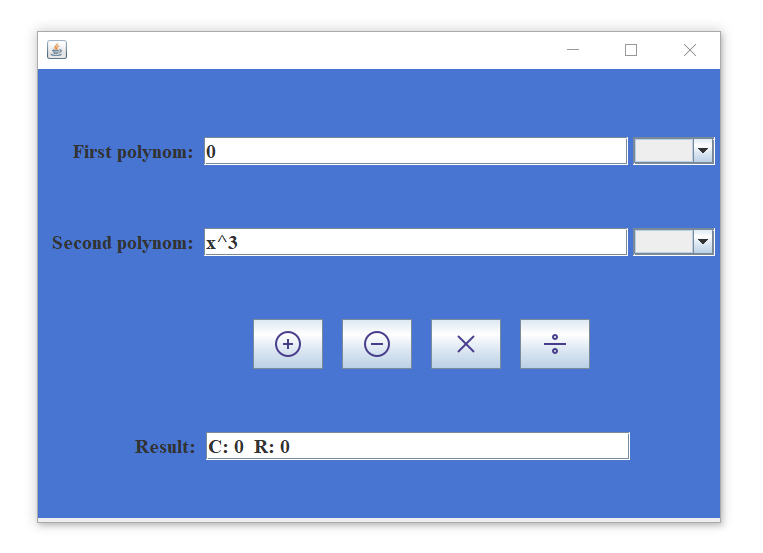 First polynom: 0
Second polynom: x^3
Result: C: 0 R: 0